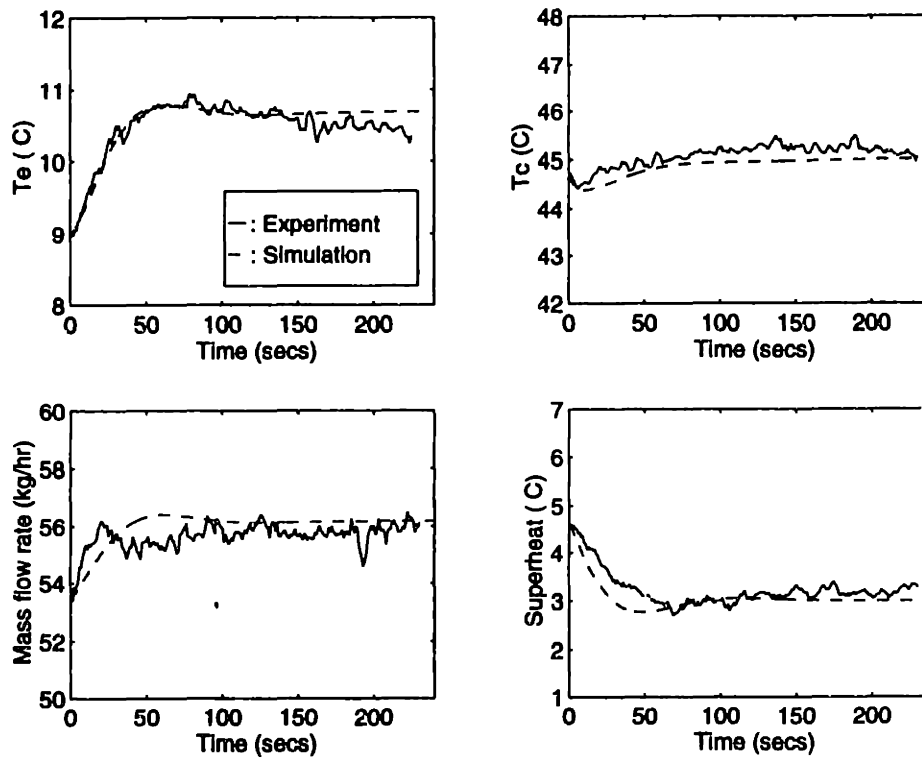 12
11
10
9
8
Te ( C)
—: Experiment
– : Simulation
0 50 100 150 200
Time (secs)
48
47
46
45
44
43
42
Tc (C)
0 50 100 150 200
Time (secs)
60
58
56
54
52
50
Mass flow rate (kg/hr)
0 50 100 150 200
Time (secs)
7
6
5
4
3
2
1
Superheat ( C)
0 50 100 150 200
Time (secs)